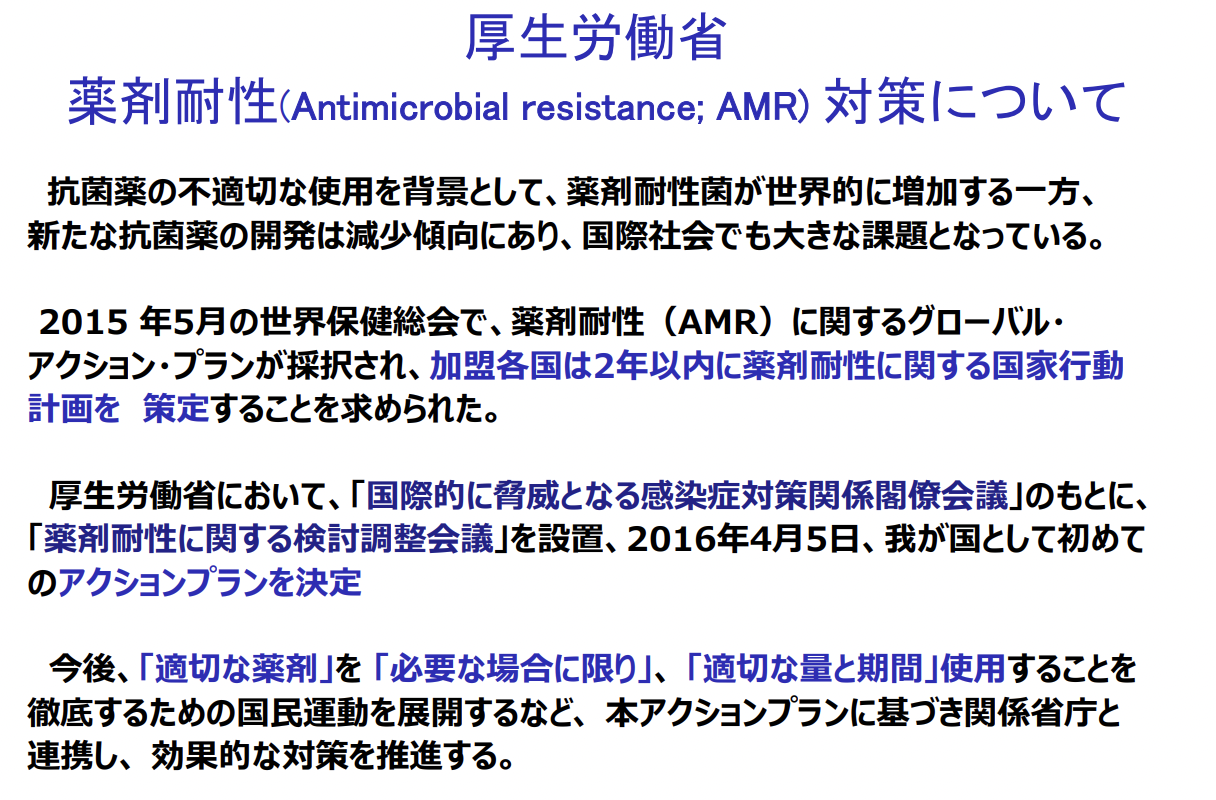 厚生労働省
薬剤耐性(Antimicrobial resistance; AMR) 対策について
抗菌薬の不適切な使用を背景として、薬剤耐性菌が世界的に増加する一方、
新たな抗菌薬の開発は減少傾向にあり、国際社会でも大きな課題となっている。
2015 年5月の世界保健総会で、薬剤耐性（AMR）に関するグローバル・
アクション・プランが採択され、加盟各国は2年以内に薬剤耐性に関する国家行動
計画を　策定することを求められた。
厚生労働省において、「国際的に脅威となる感染症対策関係閣僚会議」のもとに、
「薬剤耐性に関する検討調整会議」を設置、2016年4月5日、我が国として初めて
のアクションプランを決定
今後、「適切な薬剤」を 「必要な場合に限り」、「適切な量と期間」使用することを
徹底するための国民運動を展開するなど、本アクションプランに基づき関係省庁と
連携し、効果的な対策を推進する。